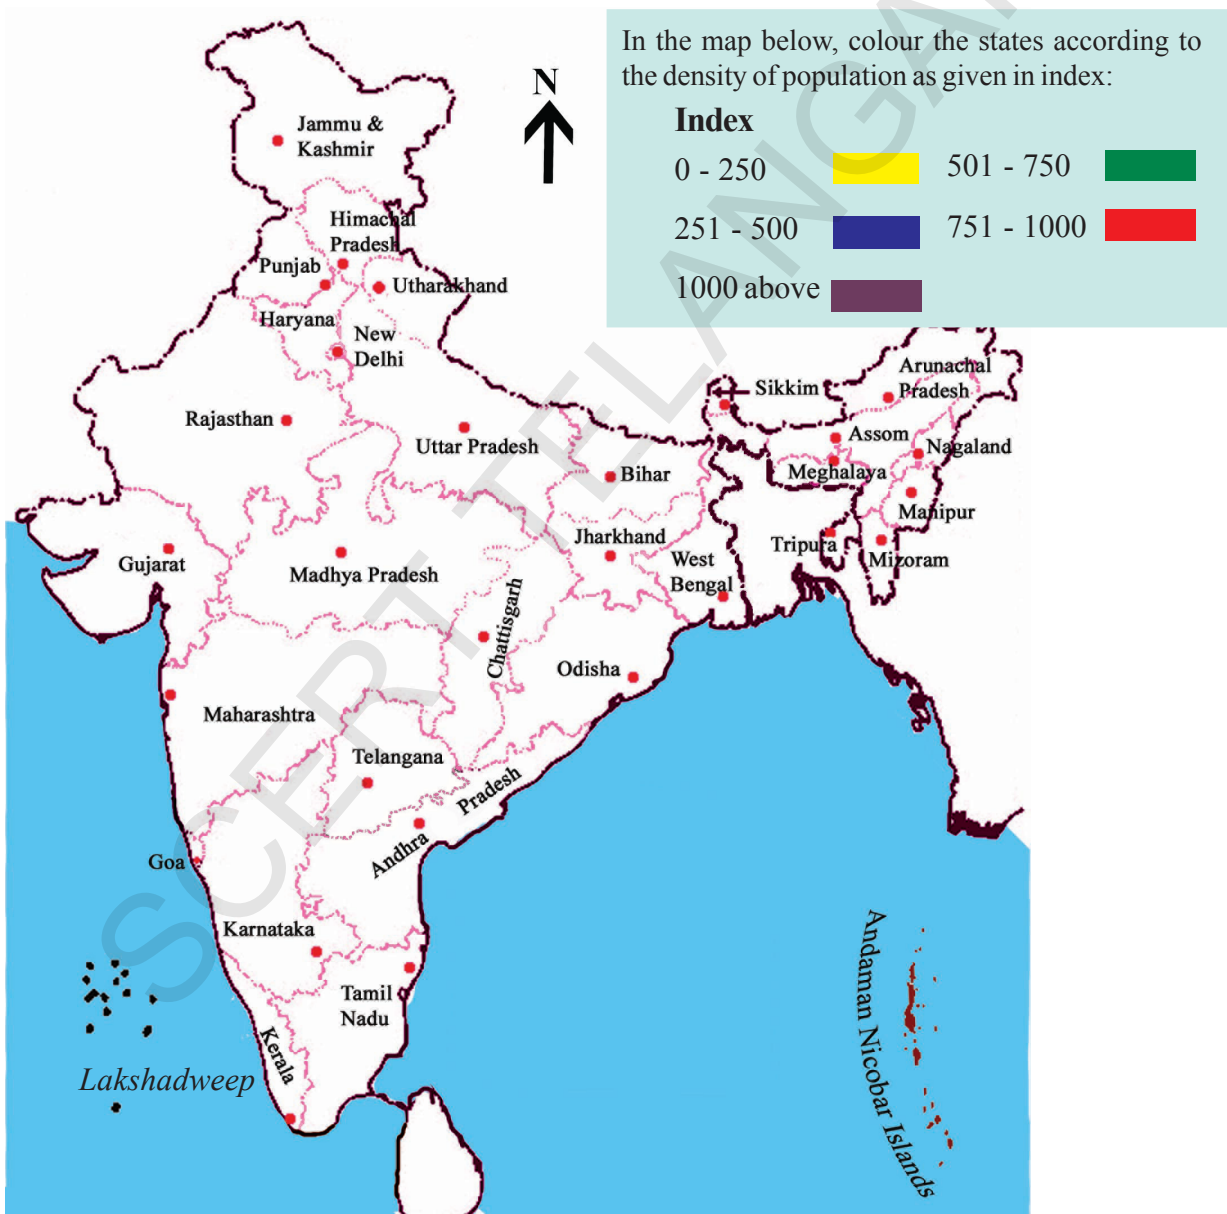 In the map below, colour the states according to
the density of population as given in index:
Index
0 - 250
501 - 750
251 - 500
751 - 1000
1000 above
N
Jammu &
Kashmir
Himachal
Pradesh
Punjab
Utharakhand
Haryana
New
Delhi
Rajasthan
Uttar Pradesh
Sikkim
Arunachal
Pradesh
Assom
Nagaland
Meghalaya
Bihar
Manipur
Jharkhand
West
Bengal
Tripura
Mizoram
Gujarat
Madhya Pradesh
Chattisgarh
Odisha
Maharashtra
Telangana
Andhra Pradesh
Goa
Karnataka
Tamil
Nadu
Kerala
Lakshadweep
Andaman Nicobar Islands
SCERT TELANGA